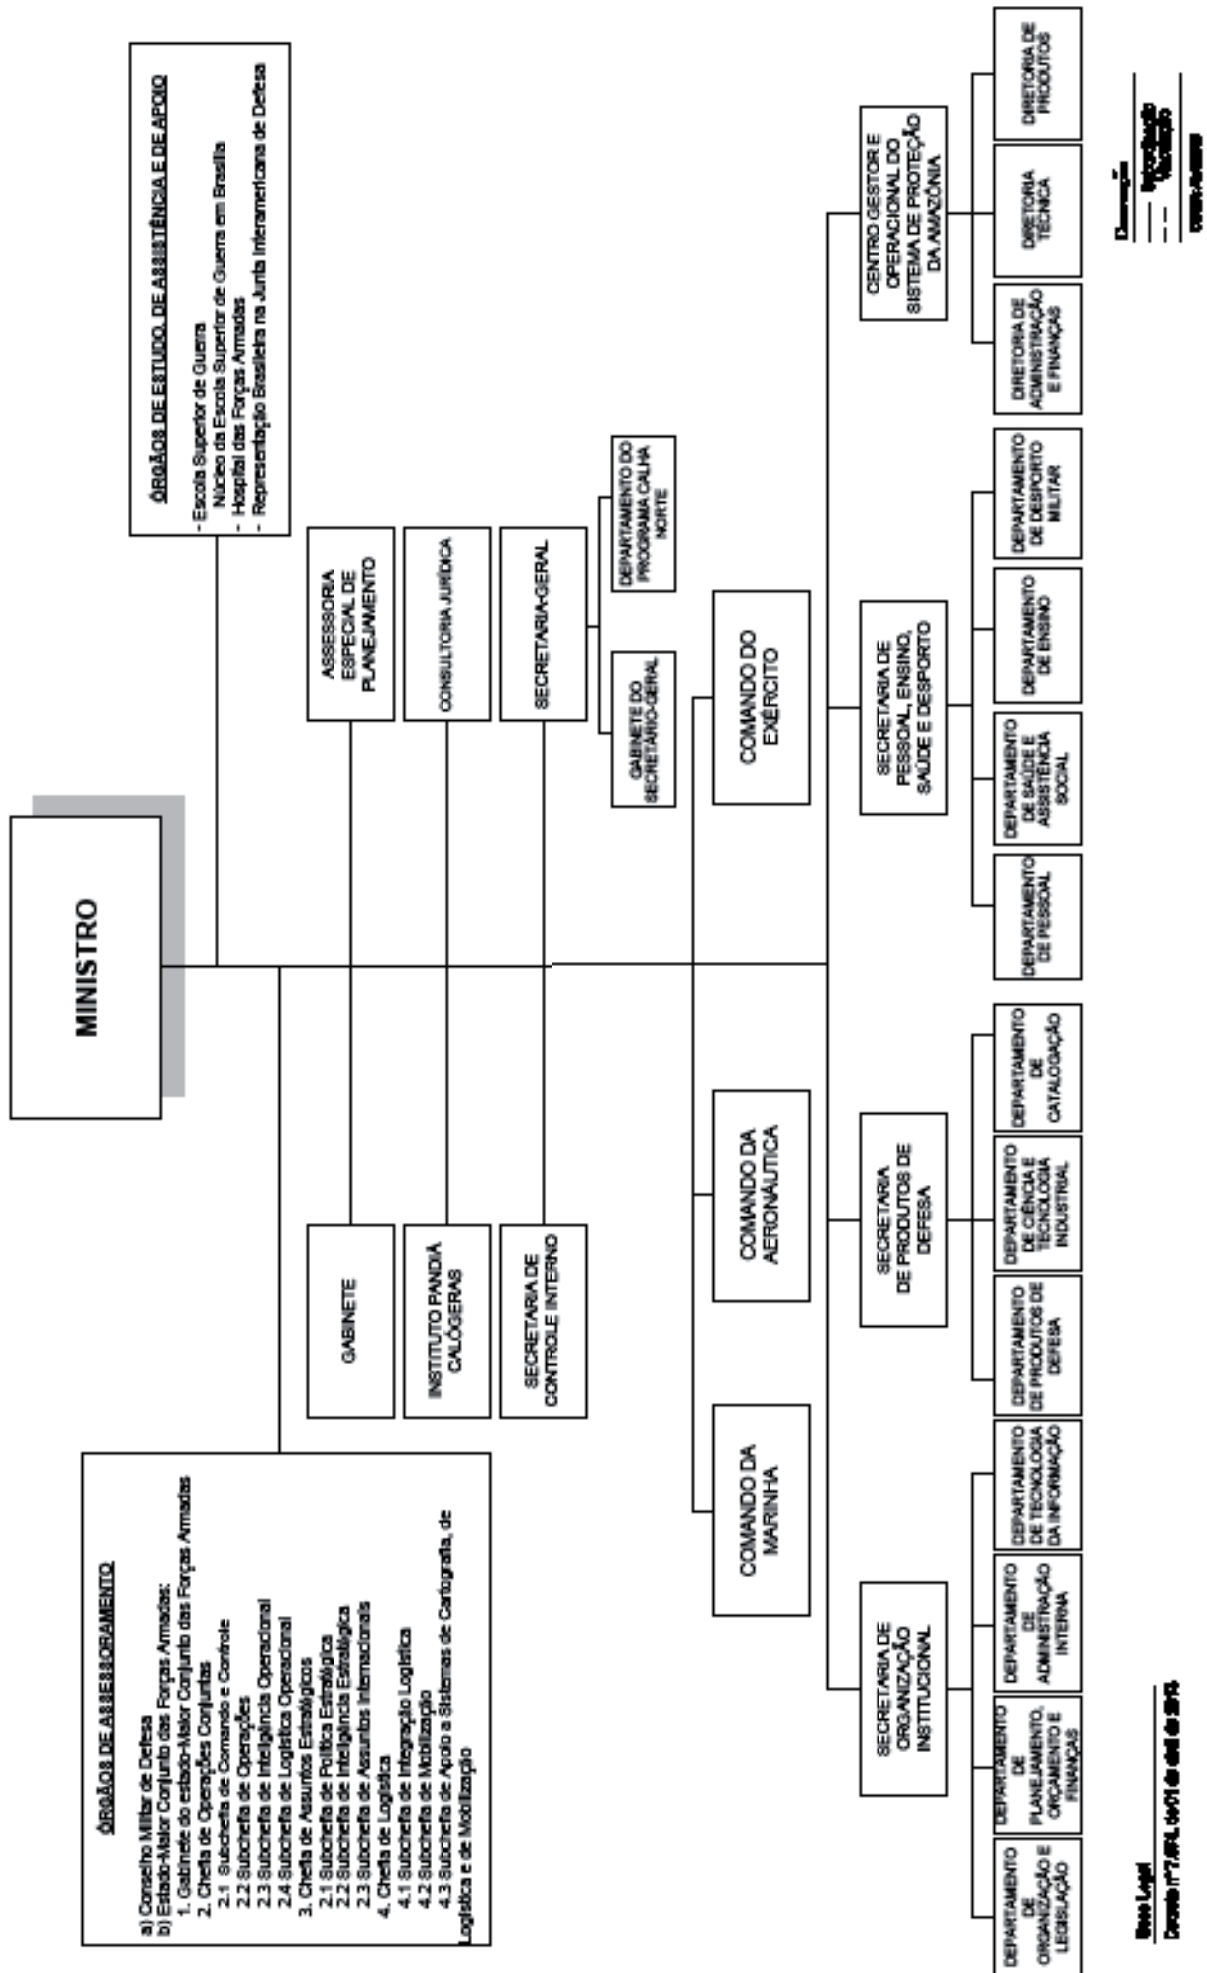 MINISTRO
ÓRGÃOS DE ESTUDO, DE ASSISTÊNCIA E DE APOIO
- Escola Superior de Guerra
Núcleo da Escola Superior de Guerra em Brasília
- Hospital das Forças Armadas
- Representação Brasileira na Junta Interamericana de Defesa
ÓRGÃOS DE ASSESSORAMENTO
a) Conselho Militar de Defesa
b) Estado-Maior Conjunto das Forças Armadas:
1. Gabinete do estado-Maior Conjunto das Forças Armadas
2. Chefia de Operações Conjuntas
2.1 Subchefia de Comando e Controle
2.2 Subchefia de Operações
2.3 Subchefia de Inteligência Operacional
2.4 Subchefia de Logística Operacional
3. Chefia de Assuntos Estratégicos
2.1 Subchefia de Política Estratégica
2.2 Subchefia de Inteligência Estratégica
2.3 Subchefia de Assuntos Internacionais
4. Chefia de Logística
4.1 Subchefia de Integração Logística
4.2 Subchefia de Mobilização
4.3 Subchefia de Apoio a Sistemas de Cartografia, de
Logística e de Mobilização
GABINETE
ASSESSORIA
ESPECIAL DE
PLANEJAMENTO
INSTITUTO PANDIÁ
CALÓGERAS
CONSULTORIA JURÍDICA
SECRETARIA DE
CONTROLE INTERNO
SECRETARIA-GERAL
GABINETE DO
SECRETÁRIO-GERAL
DEPARTAMENTO DO
PROGRAMA CALHA
NORTE
COMANDO DA
MARINHA
COMANDO DA
AERONÁUTICA
COMANDO DO
EXÉRCITO
SECRETARIA DE
ORGANIZAÇÃO
INSTITUCIONAL
SECRETARIA
DE PRODUTOS DE
DEFESA
SECRETARIA DE
PESSOAL, ENSINO,
SAÚDE E DESPORTO
CENTRO GESTOR E
OPERACIONAL DO
SISTEMA DE PROTEÇÃO
DA AMAZÔNIA
DEPARTAMENTO
DE
ORGANIZAÇÃO E
LEGISLAÇÃO
DEPARTAMENTO
DE
PLANEJAMENTO,
ORÇAMENTO E
FINANÇAS
DEPARTAMENTO
DE
ADMINISTRAÇÃO
INTERNA
DEPARTAMENTO
DE TECNOLOGIA
DA INFORMAÇÃO
DEPARTAMENTO
DE PRODUTOS DE
DEFESA
DEPARTAMENTO
DE CIÊNCIA E
TECNOLOGIA
INDUSTRIAL
DEPARTAMENTO
DE
CATALOGAÇÃO
DEPARTAMENTO
DE PESSOAL
DEPARTAMENTO
DE SAÚDE E
ASSISTÊNCIA
SOCIAL
DEPARTAMENTO
DE ENSINO
DEPARTAMENTO
DE DESPORTO
MILITAR
DIRETORIA DE
ADMINISTRAÇÃO
E FINANÇAS
DIRETORIA
TÉCNICA
DIRETORIA DE
PRODUTOS
Base Legal